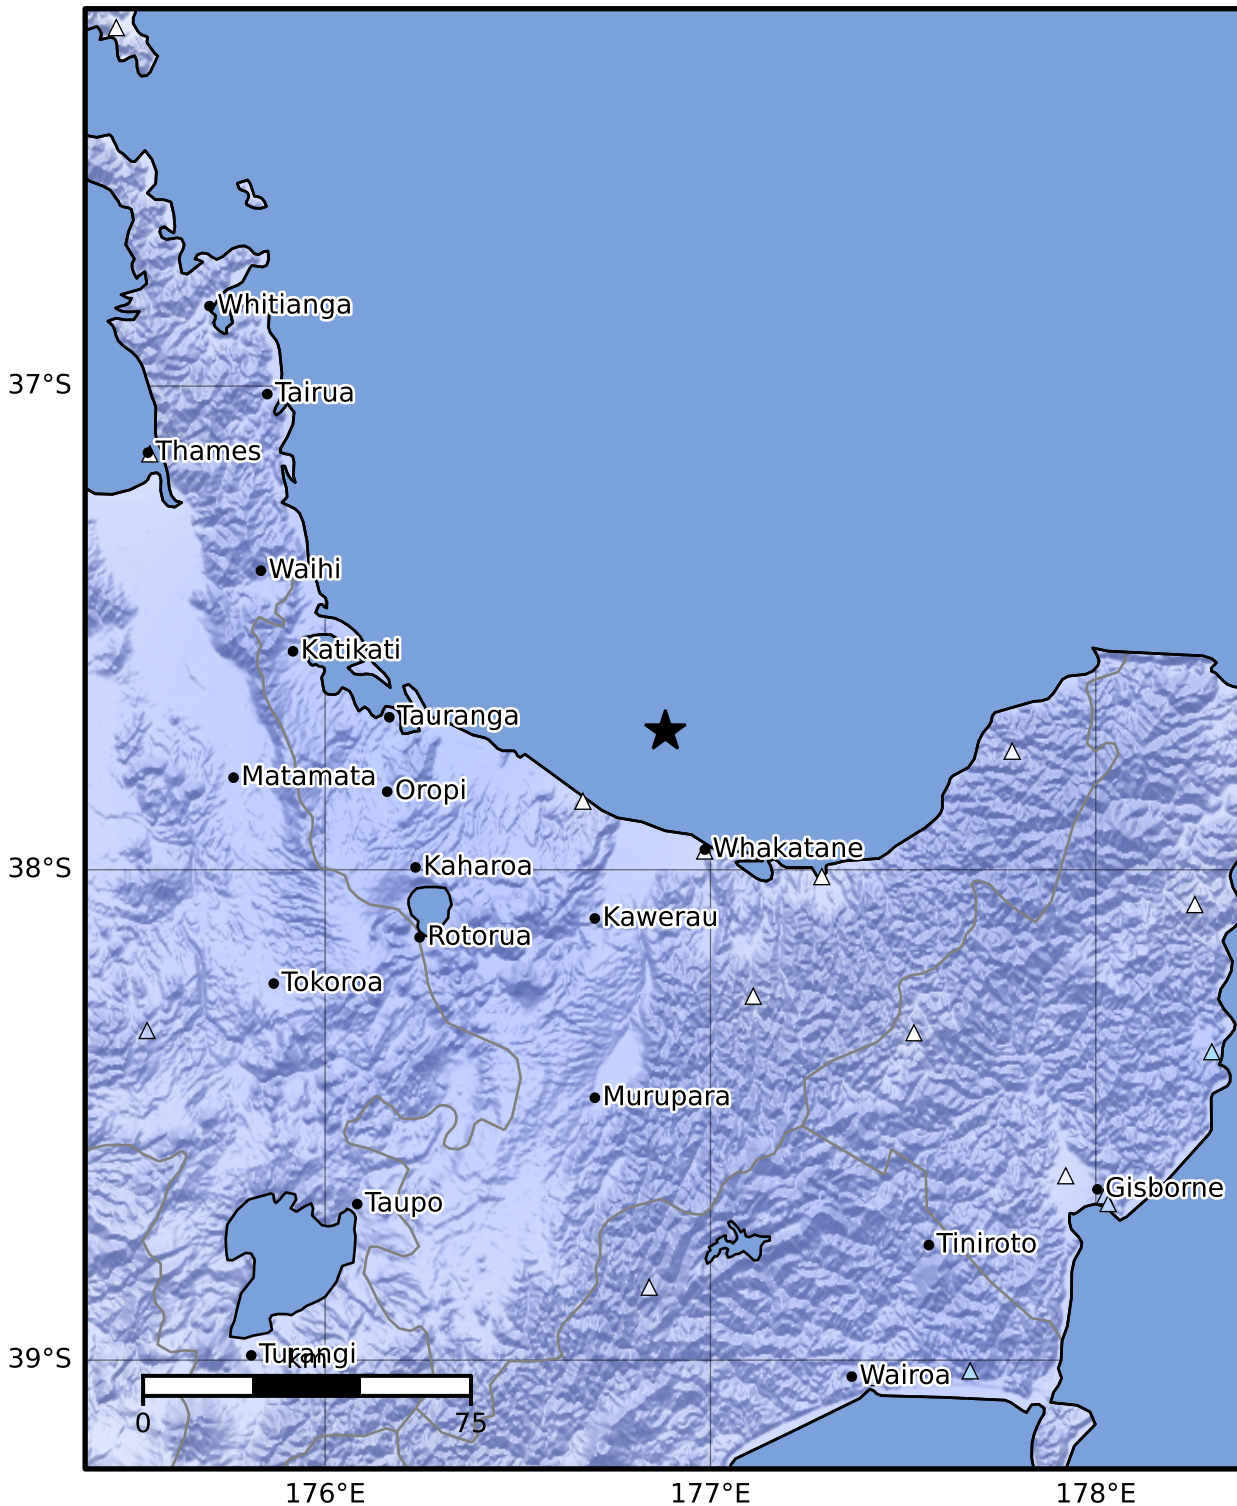 Whitianga
37°S
Tairua
Thames
Waihi
Katikati
Tauranga
Matamata
Oropi
Whakatane
38°S
Kaharoa
Kawerau
Rotorua
Tokoroa
Murupara
Gisborne
Taupo
Tiniroto
Turangi
km
39°S
Wairoa
0
75
176°E
177°E
178°E